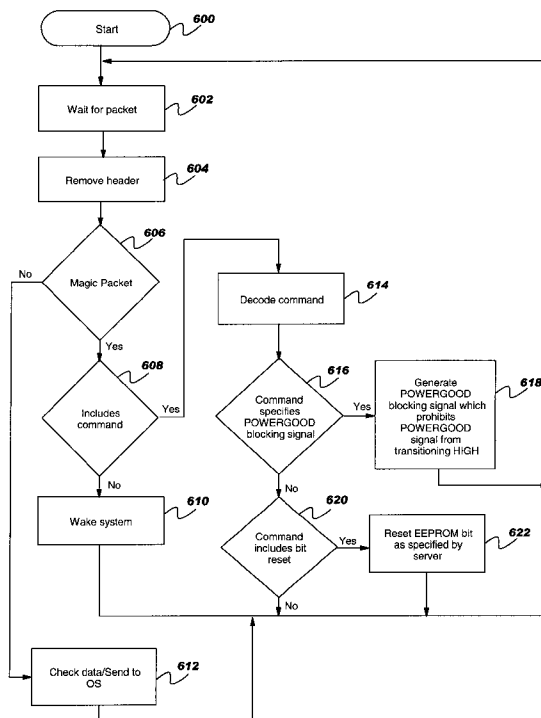 Start
600
Wait for packet
602
Remove header
604
606
Magic Packet
No
Yes
608
Includes
command
Yes
No
Wake system
610
Check data/Send to
OS
612
Decode command
614
616
Command
specifies
POWERGOOD
blocking signal
Yes
No
Generate
POWERGOOD
blocking signal which
prohibits
POWERGOOD
signal from
transitioning HIGH
618
620
Command
includes bit
reset
Yes
No
Reset EEPROM bit
as specified by
server
622